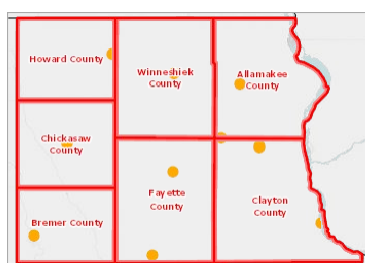 Howard County
Winneshiek
County
Allamakee
County
Chickasaw
County
Fayette
County
Clayton
County
Bremer County